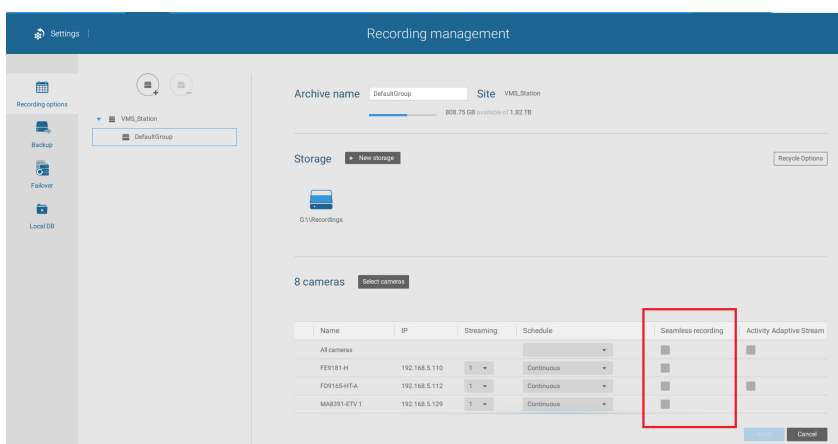 Settings
Recording management
Recording options
Backup
Failover
Local DB
VMS_Station
DefaultGroup
Archive name DefaultGroup Site VMS_Station
808.75 GB available of 1.82 TB
Storage + New storage Recycle Options
G:\\Recordings
8 cameras Select cameras
Name IP Streaming Schedule Seamless recording Activity Adaptive Stream
All cameras
FE9181-H 192.168.5.110 1 Continuous
FD9165-HT-A 192.168.5.112 1 Continuous
MA8391-ETV 1 192.168.5.129 1 Continuous
Cancel